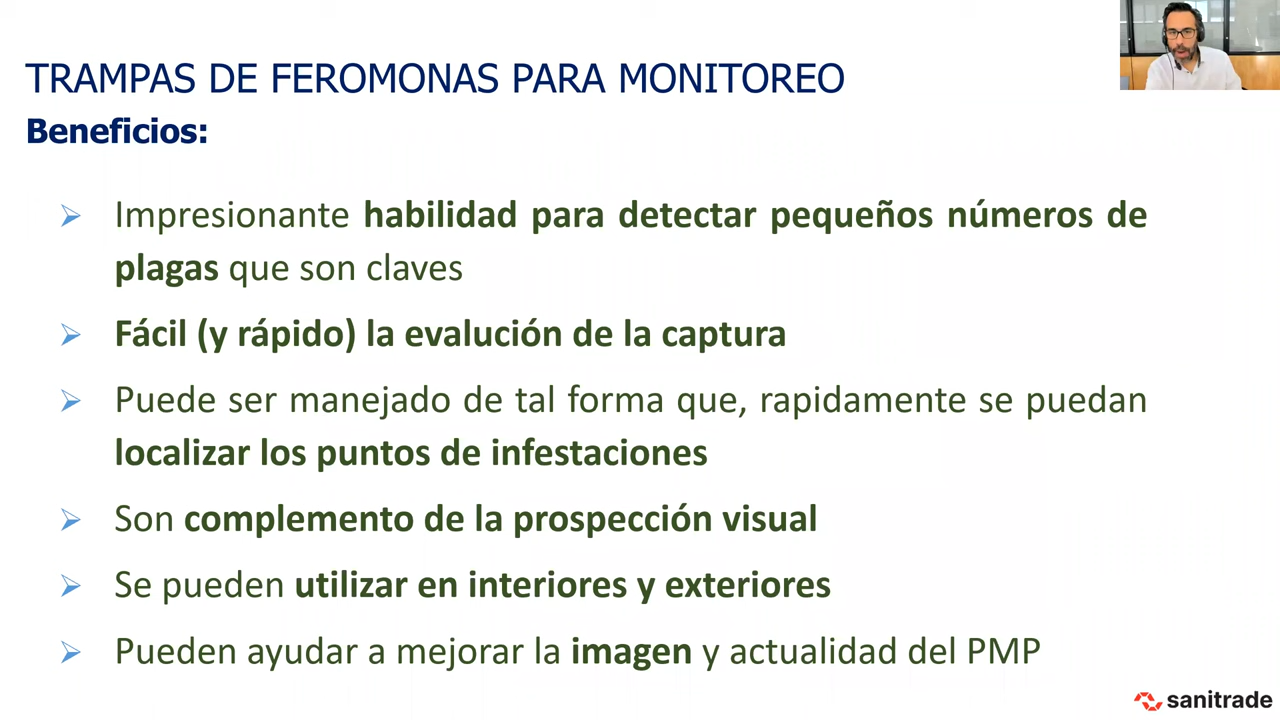 TRAMPAS DE FEROMONAS PARA MONITOREO
Beneficios:
Impresionante habilidad para detectar pequeños números de
plagas que son claves
Fácil (y rápido) la evalución de la captura
Puede ser manejado de tal forma que, rapidamente se puedan
localizar los puntos de infestaciones
Son complemento de la prospección visual
Se pueden utilizar en interiores y exteriores
Pueden ayudar a mejorar la imagen y actualidad del PMP
sanitrade